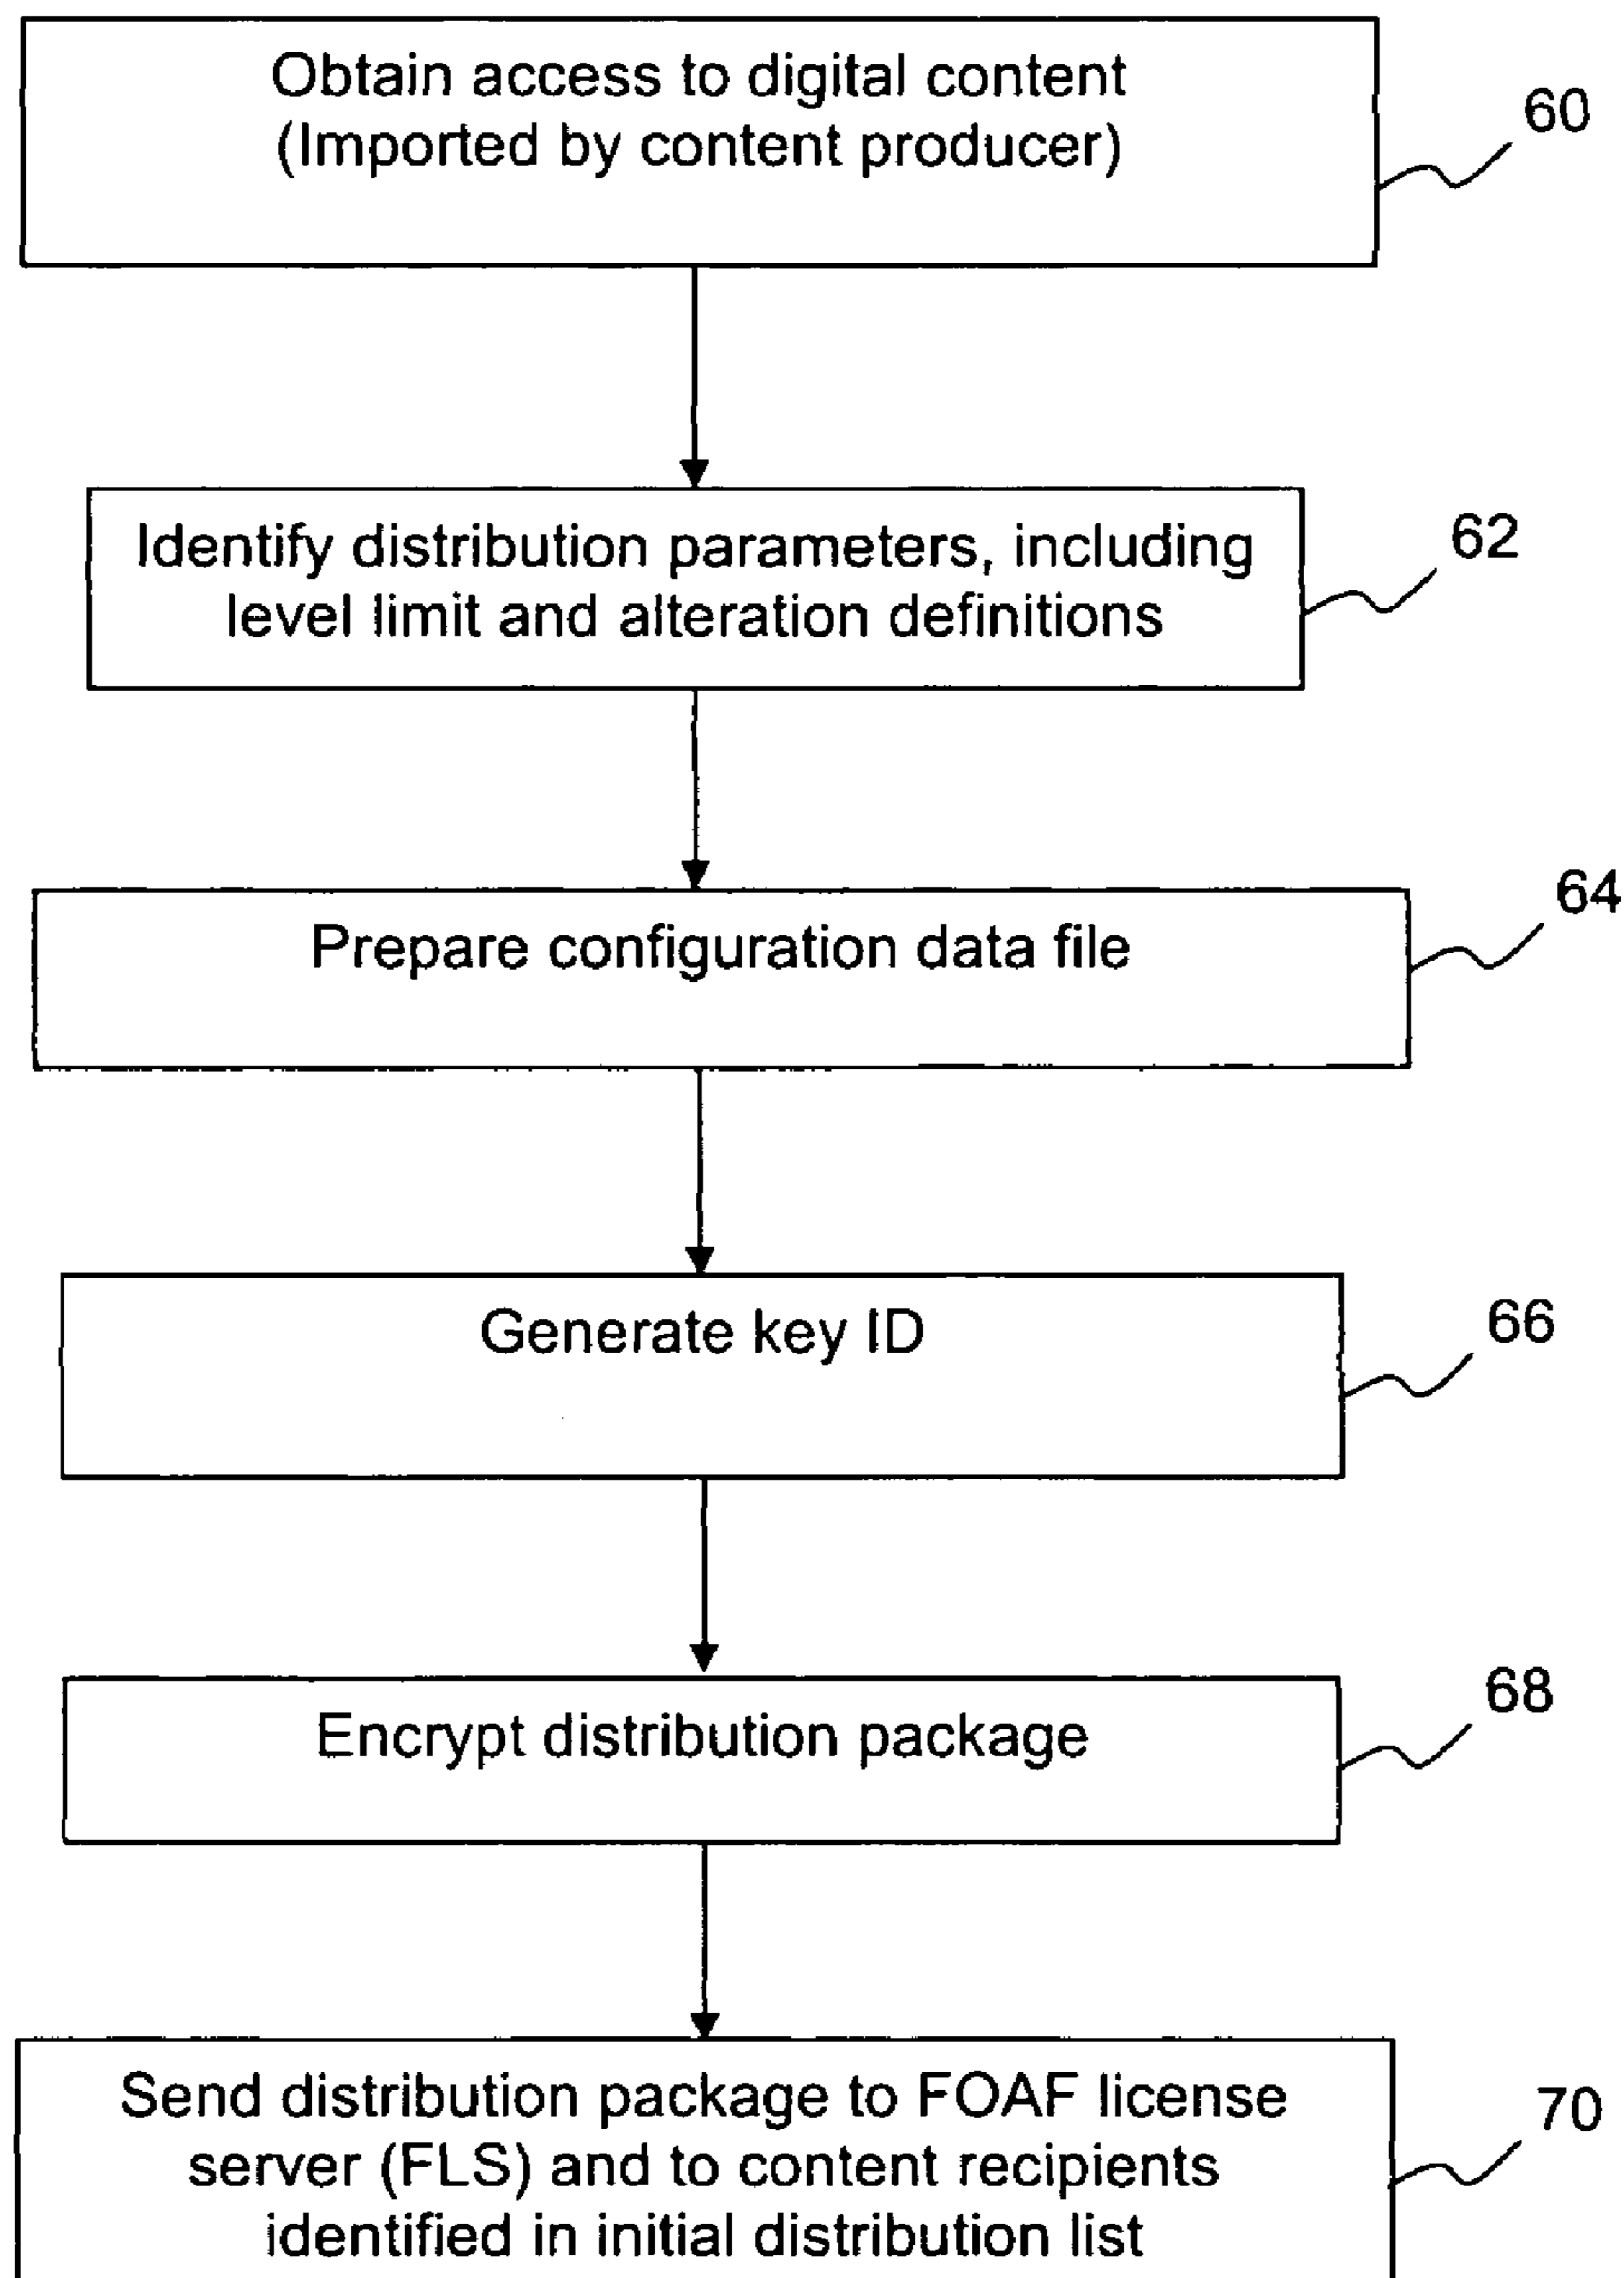 Obtain access to digital content
(Imported by content producer)
60
Identify distribution parameters, including
level limit and alteration definitions
62
Prepare configuration data file
64
Generate key ID
66
Encrypt distribution package
68
Send distribution package to FOAF license
server (FLS) and to content recipients
identified in initial distribution list
70